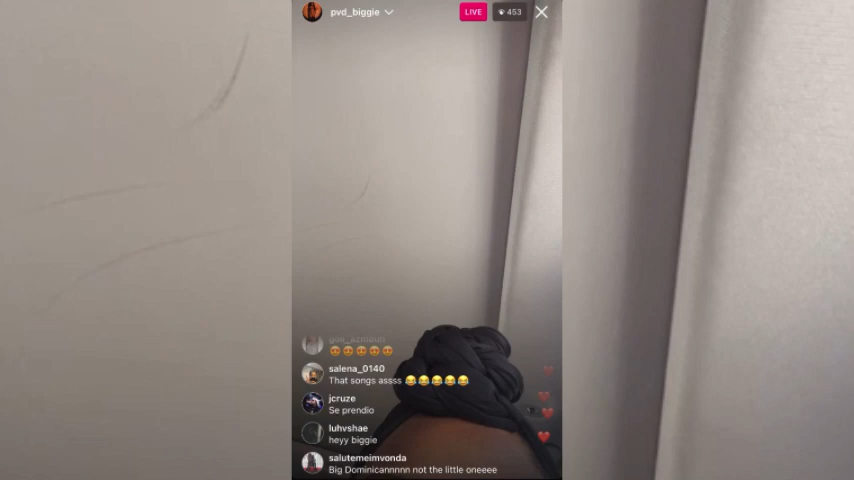 pvd_biggie
LIVE
453
salena_0140
That songs assss 😂😂😂😂😂
jcruze
Se prendio
luhvshae
heyy biggie
salutemeimvonda
Big Dominicannnnn not the little oneeee